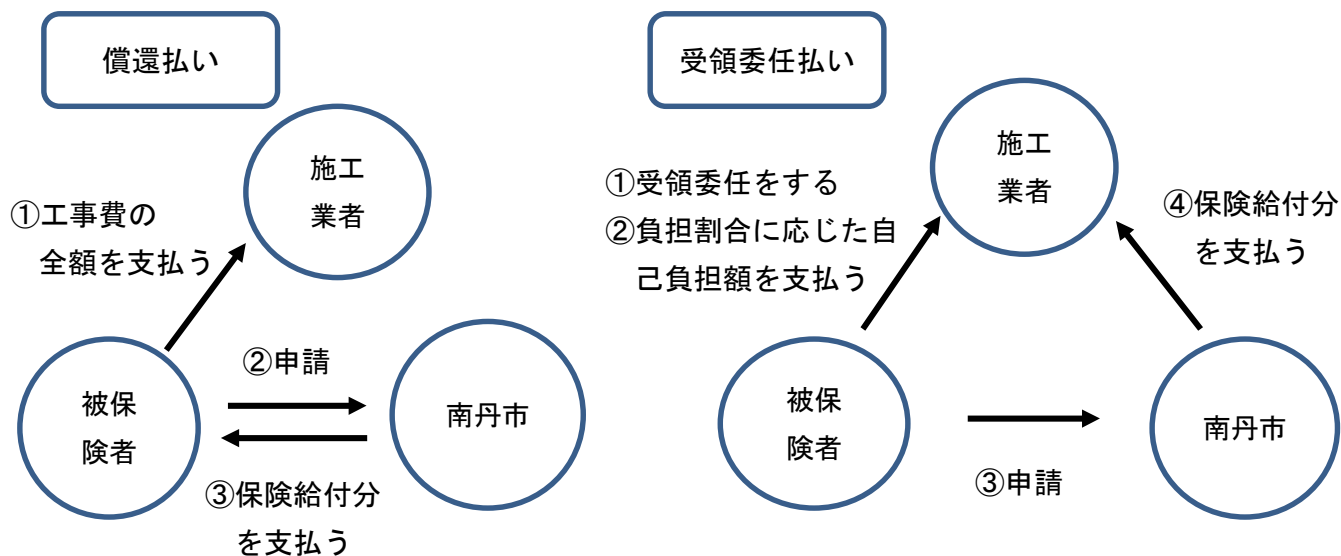 償還払い
施工
業者
①工事費の
全額を支払う
被保
険者
②申請
南丹市
③保険給付分
を支払う
受領委任払い
施工
業者
①受領委任をする
②負担割合に応じた自
己負担額を支払う
④保険給付分
を支払う
被保
険者
③申請
南丹市